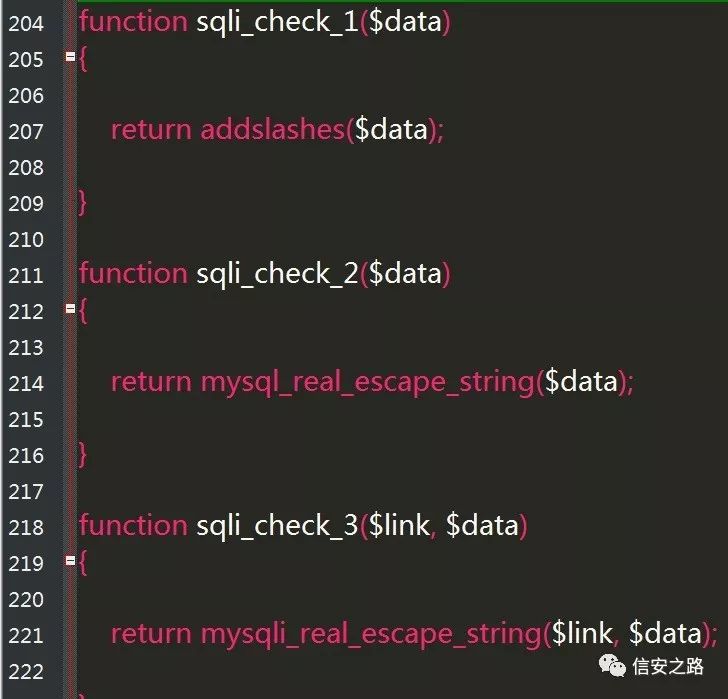 204 function sqli_check_1($data)
205 {
206
207 return addslashes($data);
208
209 }
210
211 function sqli_check_2($data)
212 {
213
214 return mysql_real_escape_string($data);
215
216 }
217
218 function sqli_check_3($link, $data)
219 {
220
221 return mysqli_real_escape_string($link, $data);
222
信安之路